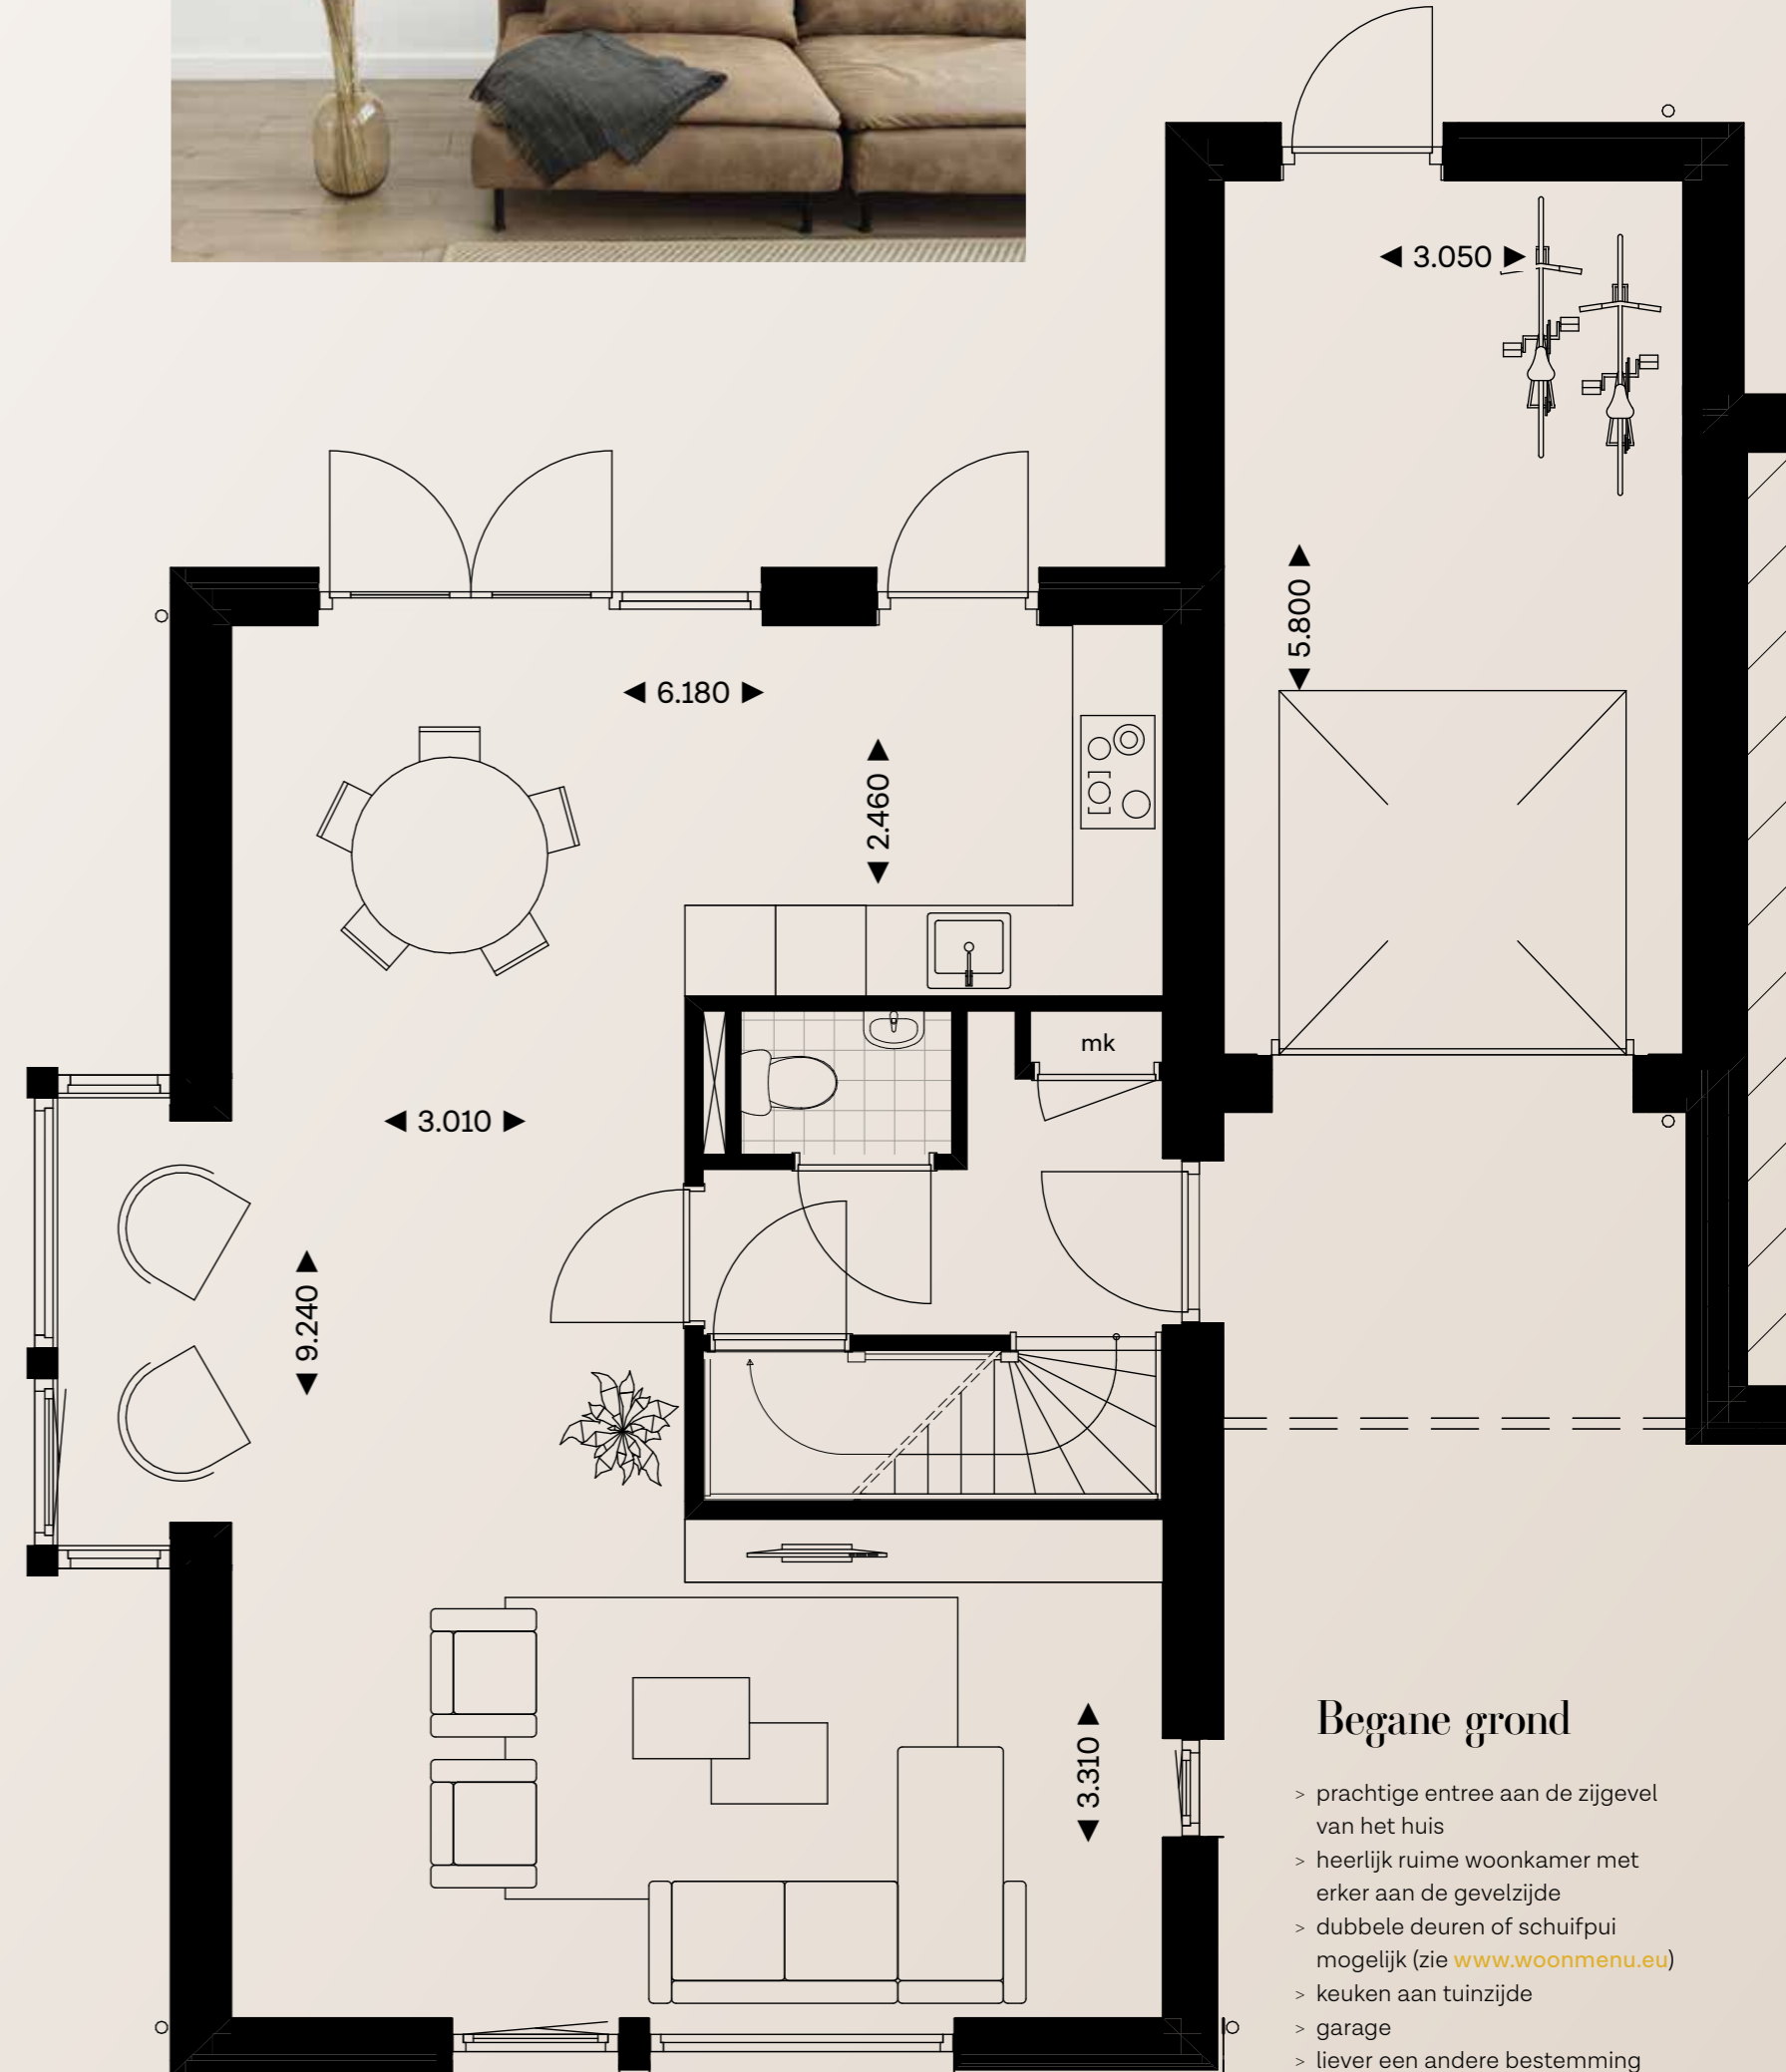 3.050
5.800
6.180
2.460
mk
3.010
9.240
3.310
Begane grond
> prachtige entree aan de zijgevel
van het huis
> heerlijk ruime woonkamer met
erker aan de gevelzijde
> dubbele deuren of schuifpui
mogelijk (zie www.woonmenu.eu)
> keuken aan tuinzijde
> garage
> liever een andere bestemming